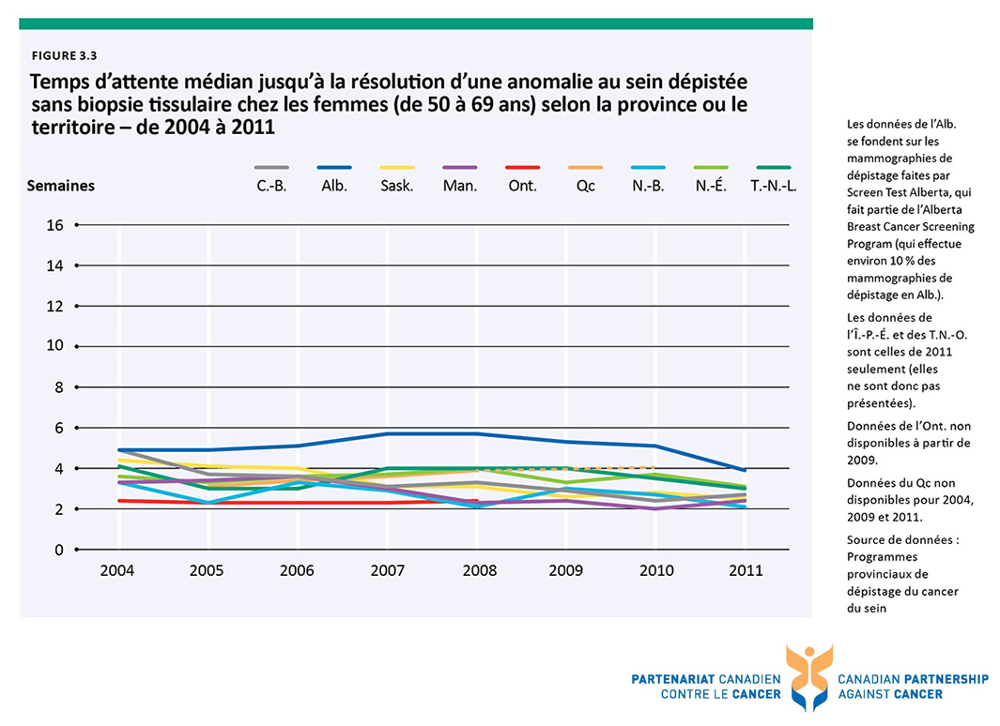 FIGURE 3.3
Temps d’attente médian jusqu’à la résolution d’une anomalie au sein dépistée
sans biopsie tissulaire chez les femmes (de 50 à 69 ans) selon la province ou le
territoire – de 2004 à 2011
Semaines
C.-B. Alb. Sask. Man. Ont. Qc N.-B. N.-É. T.-N.-L.
16
14
12
10
8
6
4
2
0
2004 2005 2006 2007 2008 2009 2010 2011
Les données de l’Alb.
se fondent sur les
mammographies de
dépistage faites par
Screen Test Alberta, qui
fait partie de l’Alberta
Breast Cancer Screening
Program (qui effectue
environ 10 % des
mammographies de
dépistage en Alb.).
Les données de
l’Î.-P.-É. et des T.N.-O.
sont celles de 2011
seulement (elles
ne sont donc pas
présentées).
Données de l’Ont. non
disponibles à partir de
2009.
Données du Qc non
disponibles pour 2004,
2009 et 2011.
Source de données :
Programmes
provinciaux de
dépistage du cancer
du sein
PARTENARIAT CANADIEN
CONTRE LE CANCER
CANADIAN PARTNERSHIP
AGAINST CANCER